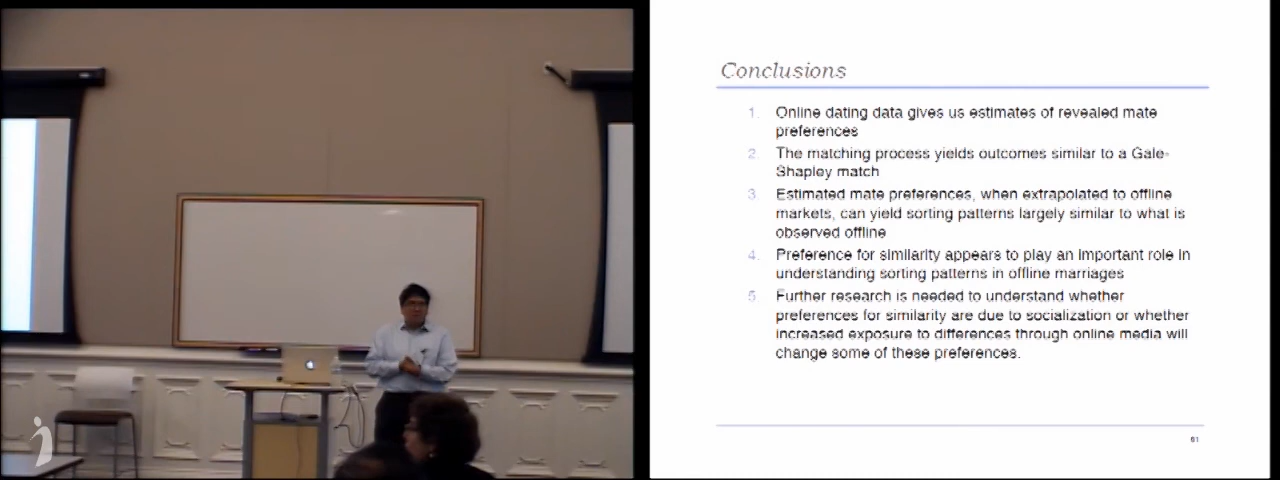 Conclusions
1. Online dating data gives us estimates of revealed mate
preferences
2. The matching process yields outcomes similar to a Gale-
Shapley match
3. Estimated mate preferences, when extrapolated to offline
markets, can yield sorting patterns largely similar to what is
observed offline
4. Preference for similarity appears to play an important role in
understanding sorting patterns in offline marriages
5. Further research is needed to understand whether
preferences for similarity are due to socialization or whether
increased exposure to differences through online media will
change some of these preferences.
61